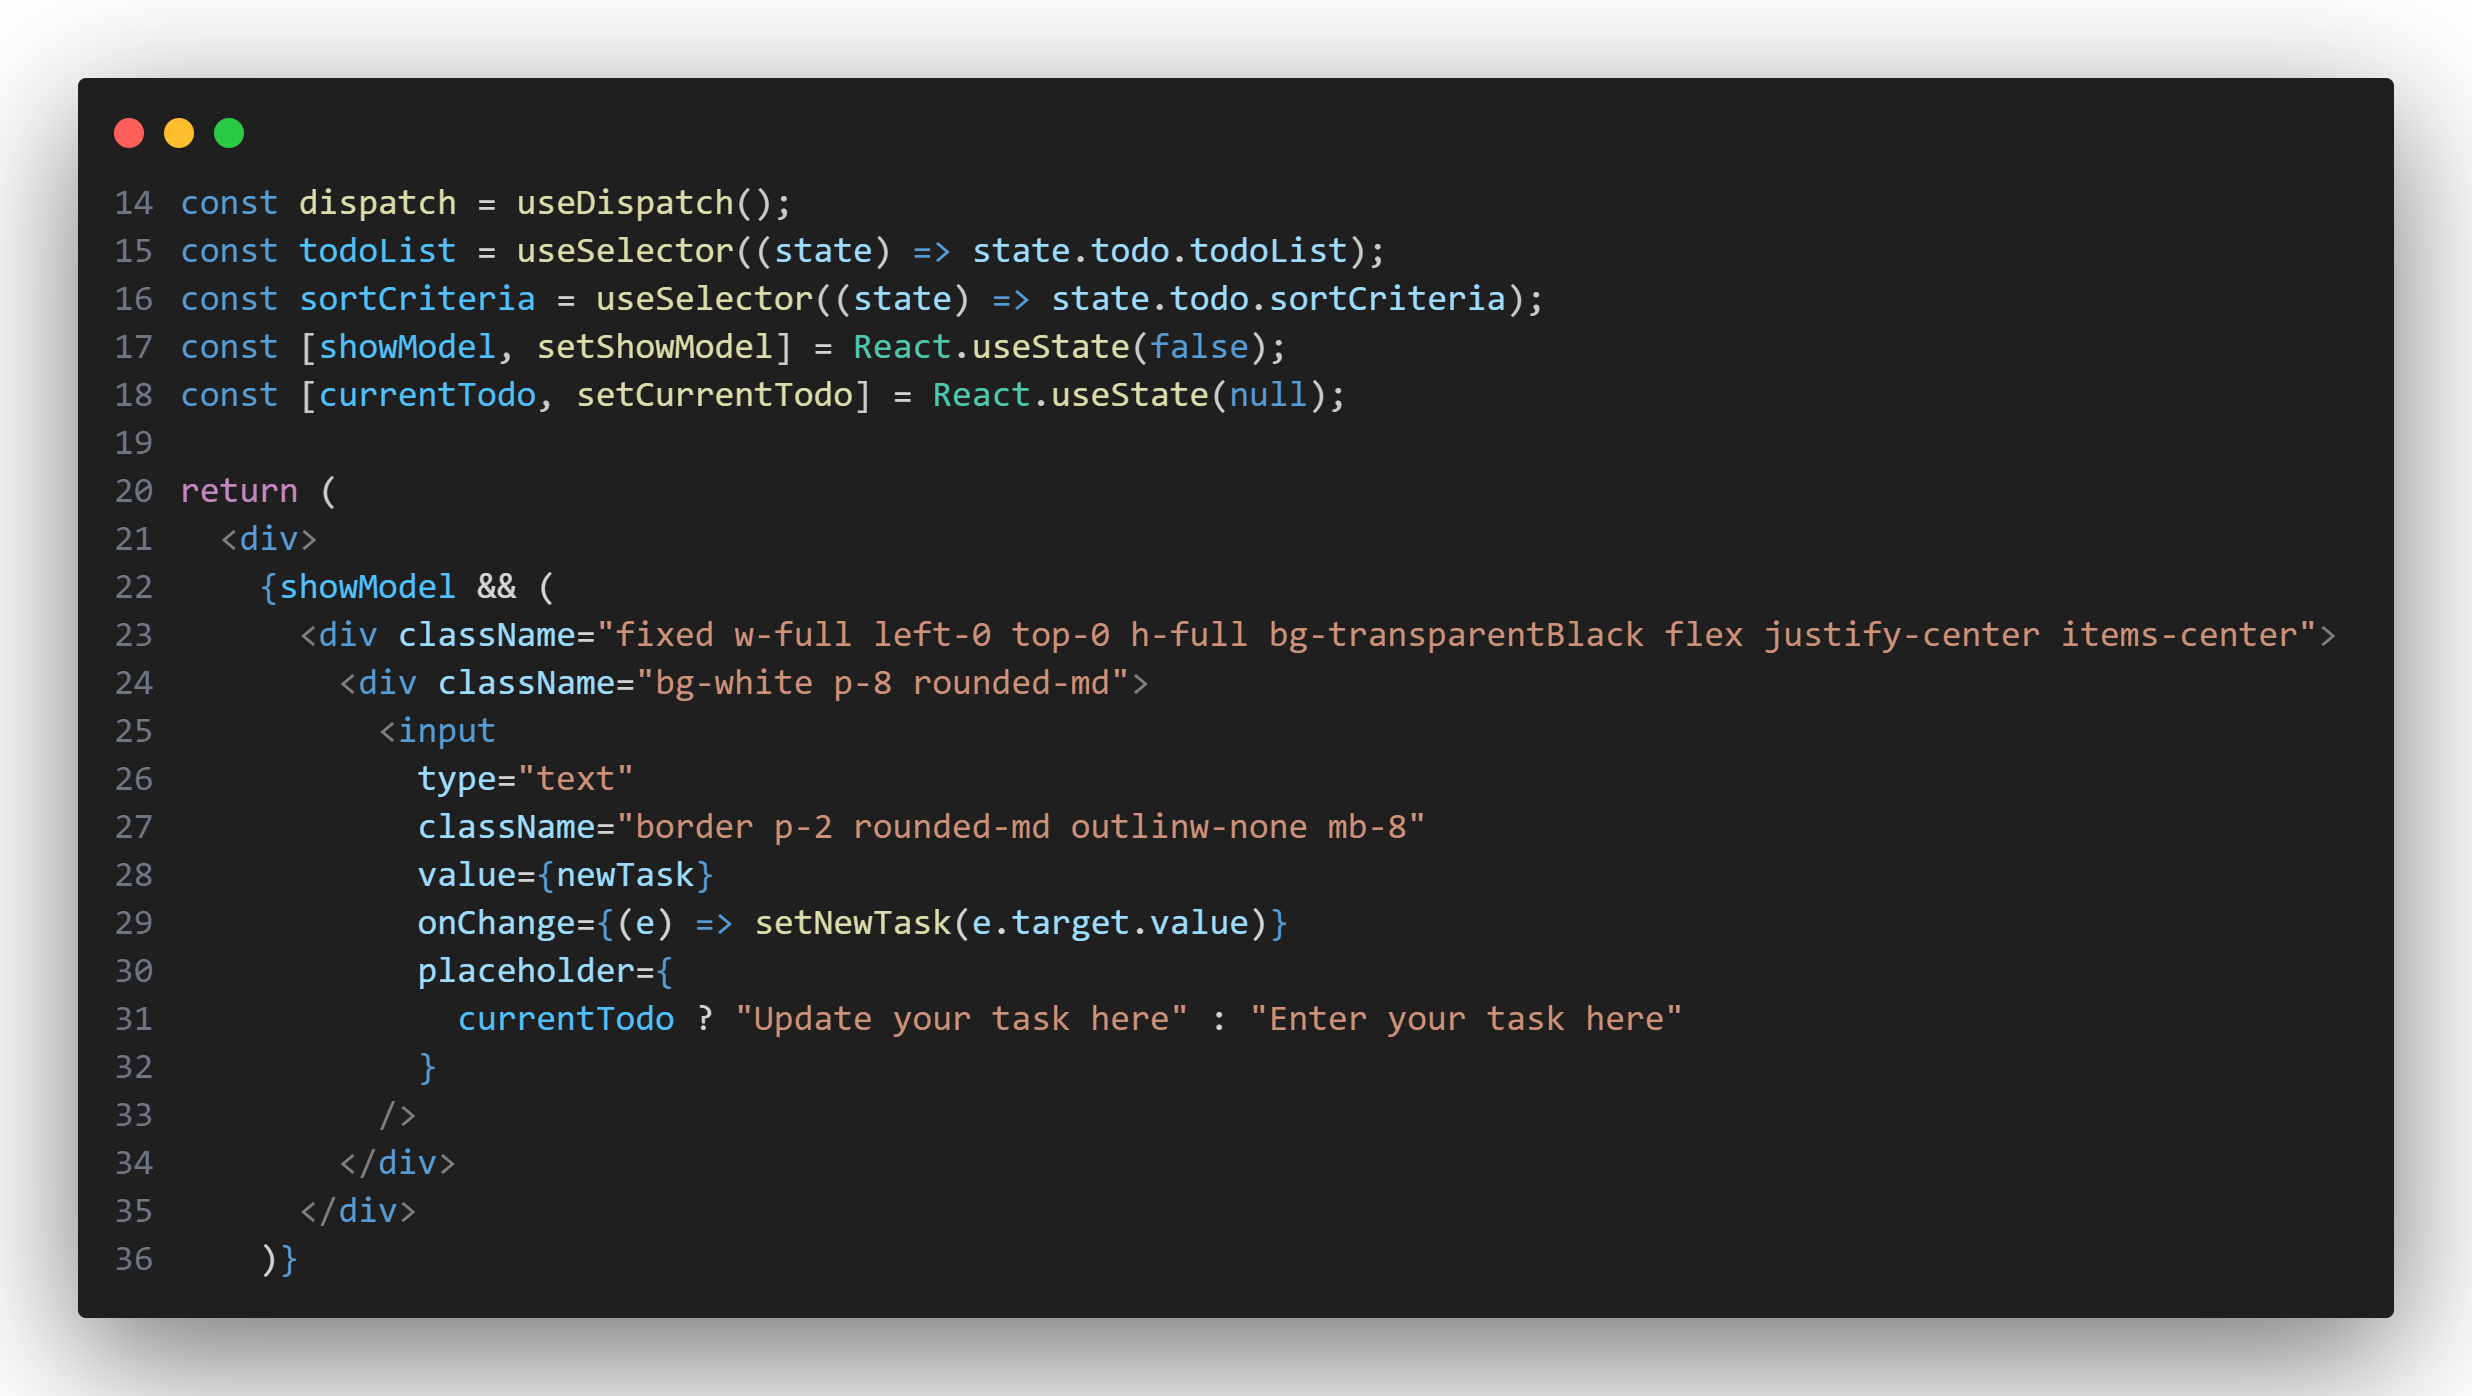 14 const dispatch = useDispatch();
15 const todoList = useSelector((state) => state.todo.todoList);
16 const sortCriteria = useSelector((state) => state.todo.sortCriteria);
17 const [showModel, setShowModel] = React.useState(false);
18 const [currentTodo, setCurrentTodo] = React.useState(null);
19
20 return (
21   <div>
22     {showModel && (
23       <div className="fixed w-full left-0 top-0 h-full bg-transparentBlack flex justify-center items-center">
24         <div className="bg-white p-8 rounded-md">
25           <input
26             type="text"
27             className="border p-2 rounded-md outlinw-none mb-8"
28             value={newTask}
29             onChange={(e) => setNewTask(e.target.value)}
30             placeholder={
31               currentTodo ? "Update your task here" : "Enter your task here"
32             }
33           />
34         </div>
35       </div>
36     )}